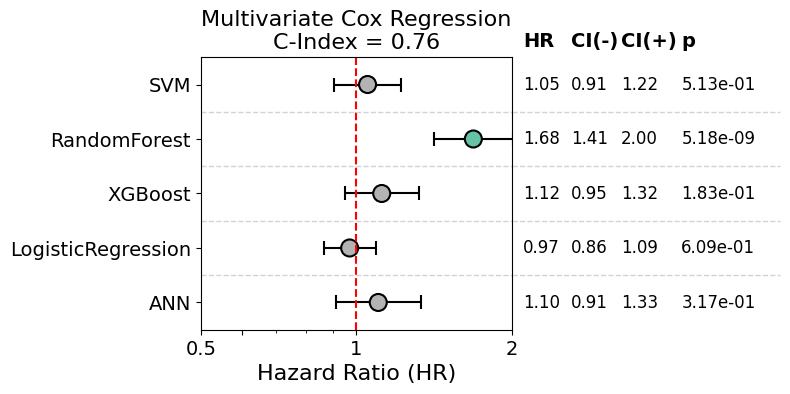 Multivariate Cox Regression
C-Index = 0.76
HR CI(-) CI(+) p
SVM 1.05 0.91 1.22 5.13e-01
RandomForest 1.68 1.41 2.00 5.18e-09
XGBoost 1.12 0.95 1.32 1.83e-01
LogisticRegression 0.97 0.86 1.09 6.09e-01
ANN 1.10 0.91 1.33 3.17e-01
0.5 1 2
Hazard Ratio (HR)